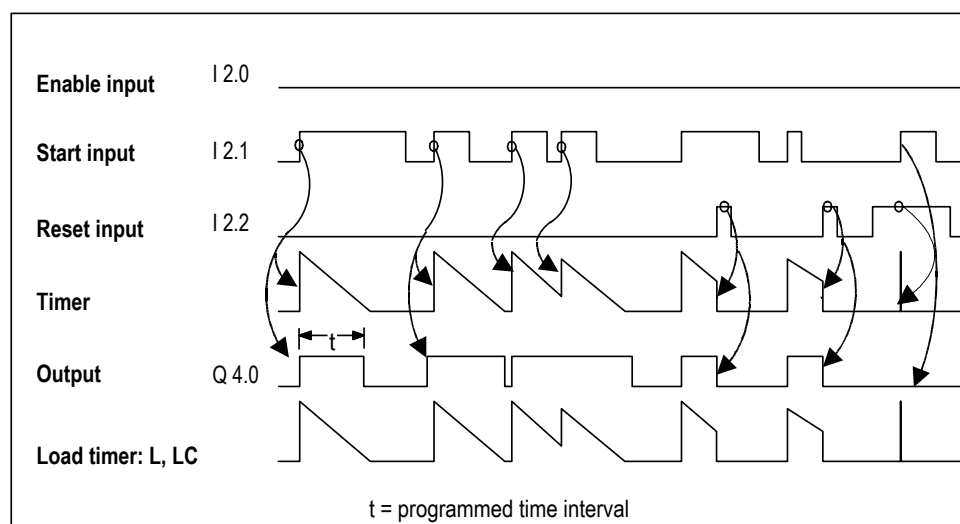 Enable input I 2.0
Start input I 2.1
Reset input I 2.2
Timer
t
Output Q 4.0
Load timer: L, LC
t = programmed time interval